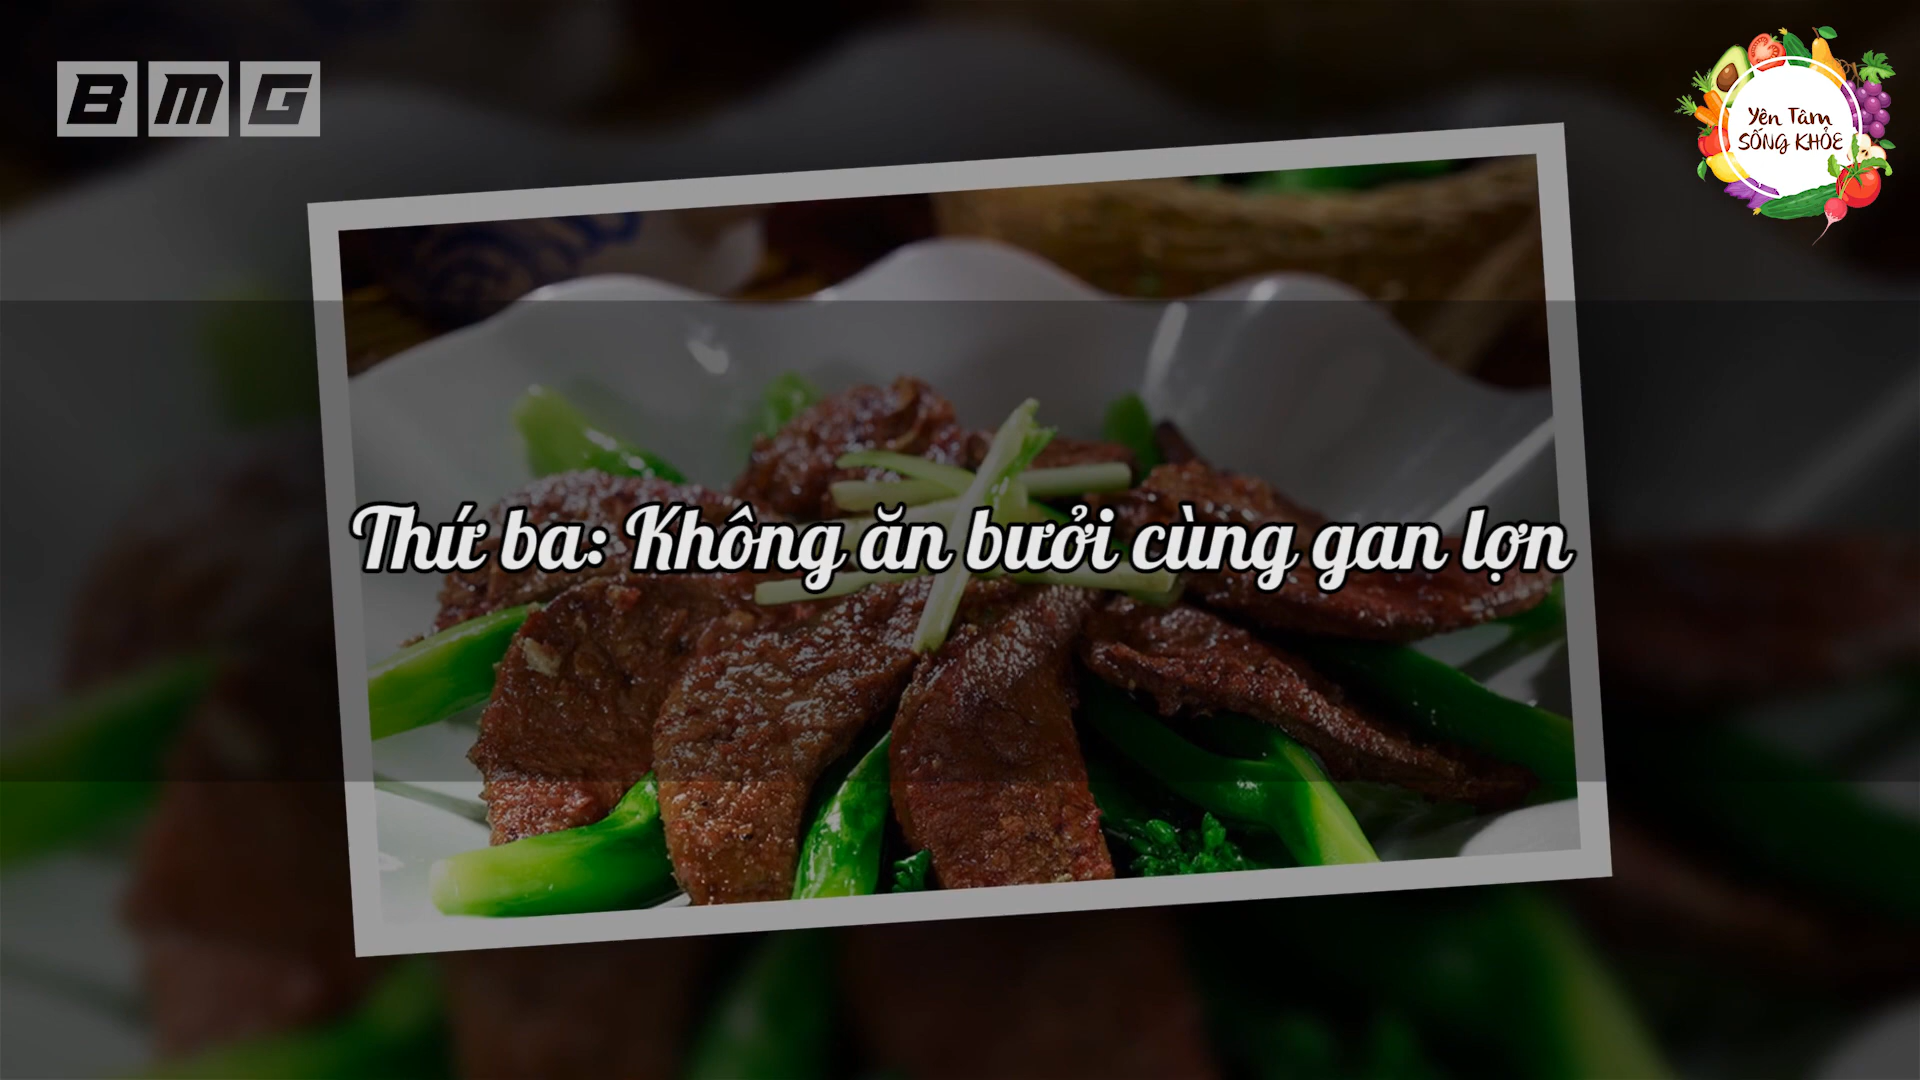 BMG
Yên Tâm
SỐNG KHỎE
Thứ ba: Không ăn bưởi cùng gan lợn